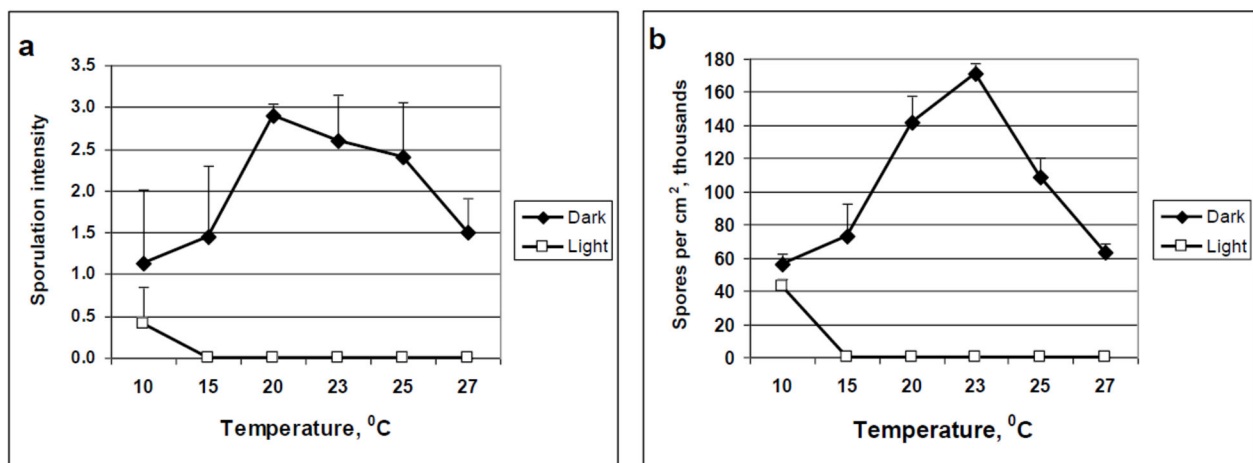 a
Sporulation intensity
3.5
3.0
2.5
2.0
1.5
1.0
0.5
0.0
10 15 20 23 25 27
Temperature, ⁰C
Dark
Light
b
Spores per cm², thousands
180
160
140
120
100
80
60
40
20
0
10 15 20 23 25 27
Temperature, ⁰C
Dark
Light